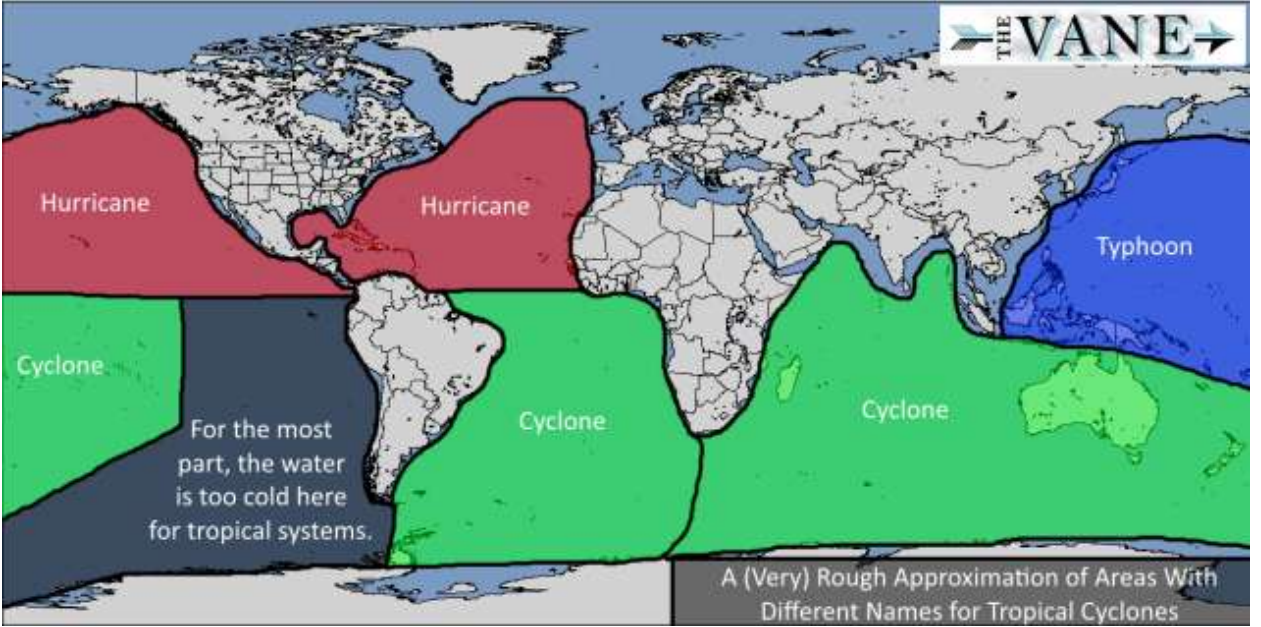 THE VANE
Hurricane
Hurricane
Typhoon
Cyclone
Cyclone
Cyclone
For the most
part, the water
is too cold here
for tropical systems.
A (Very) Rough Approximation of Areas With
Different Names for Tropical Cyclones